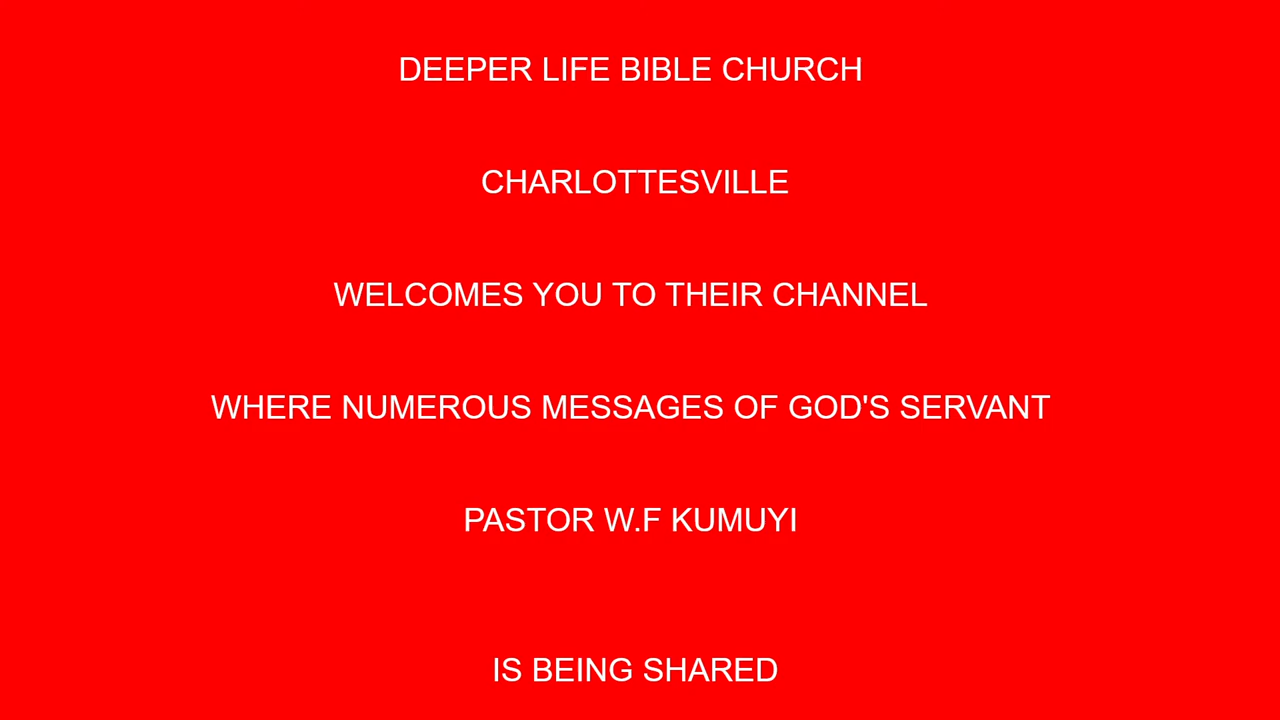 DEEPER LIFE BIBLE CHURCH
CHARLOTTESVILLE
WELCOMES YOU TO THEIR CHANNEL
WHERE NUMEROUS MESSAGES OF GOD'S SERVANT
PASTOR W.F KUMUYI
IS BEING SHARED